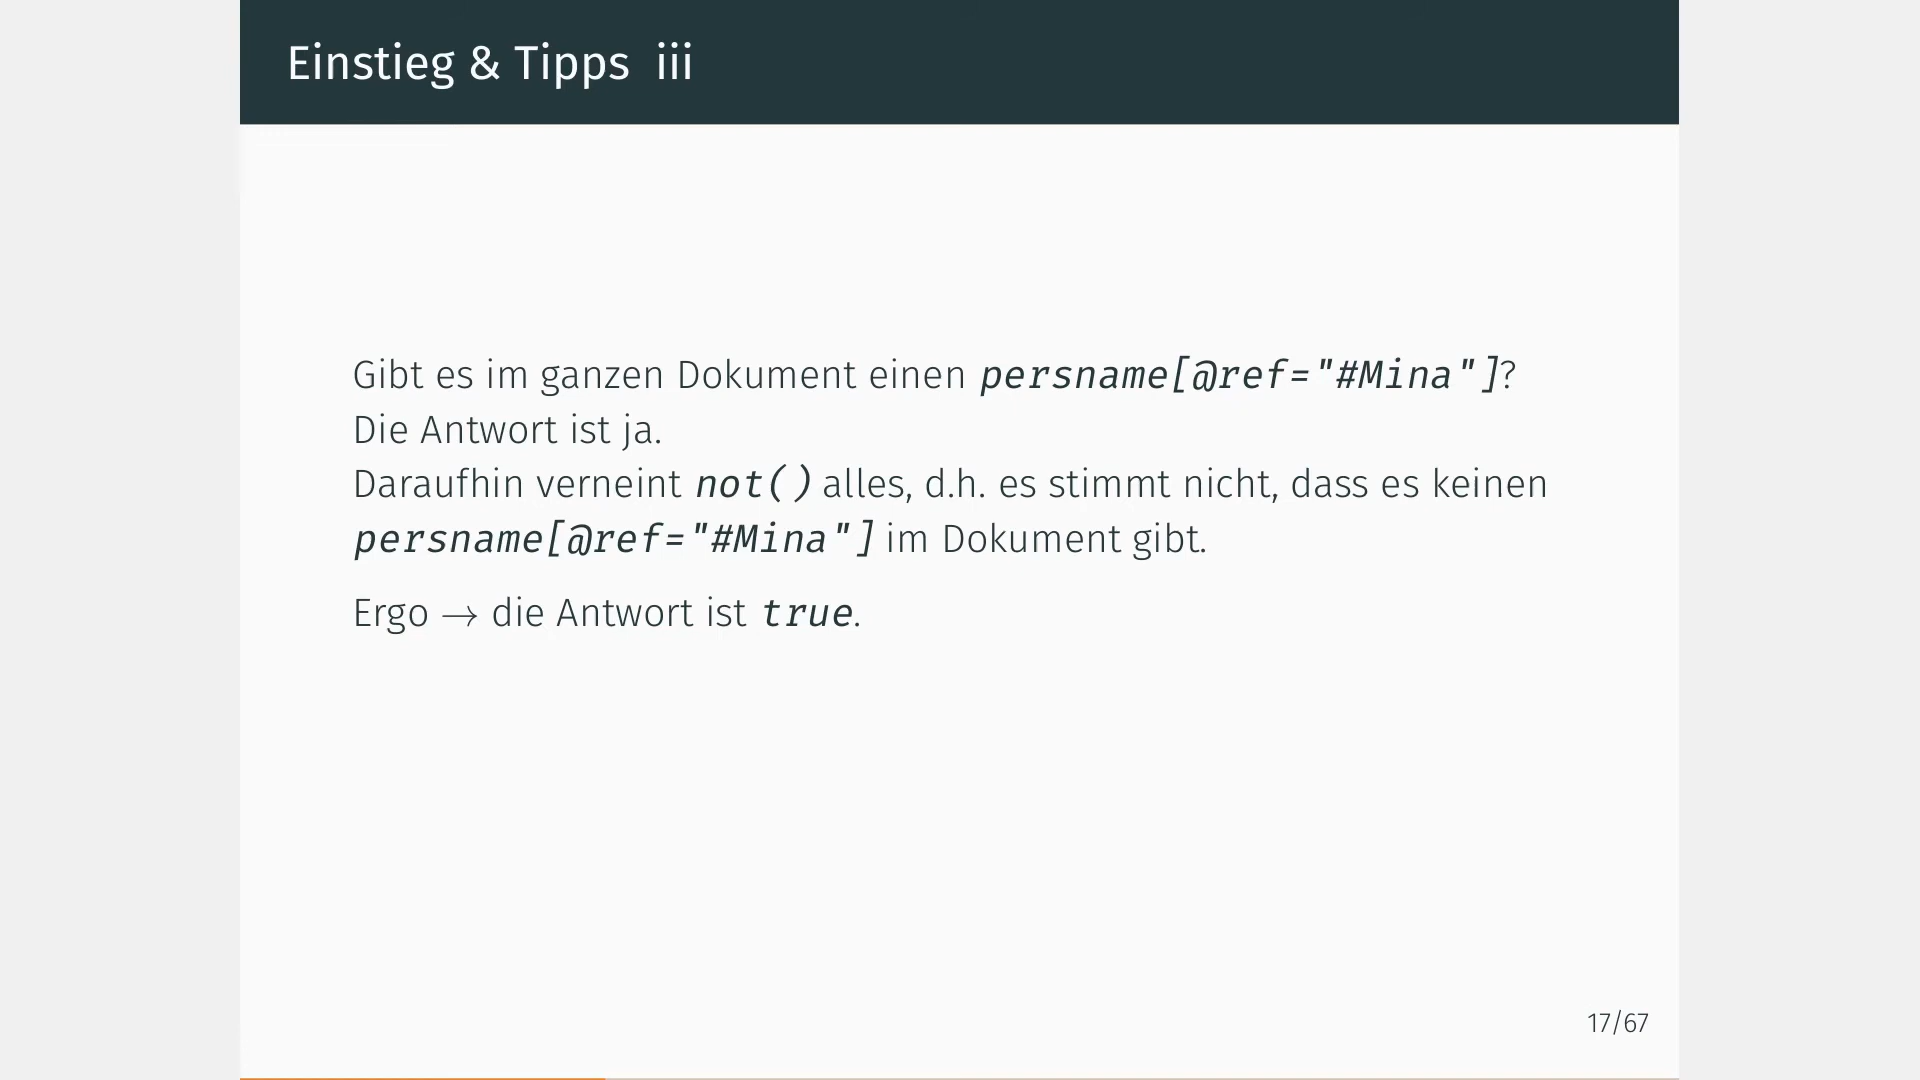 Einstieg & Tipps iii
Gibt es im ganzen Dokument einen persname[@ref="#Mina"]?
Die Antwort ist ja.
Daraufhin verneint not() alles, d.h. es stimmt nicht, dass es keinen
persname[@ref="#Mina"] im Dokument gibt.
Ergo → die Antwort ist true.
17/67